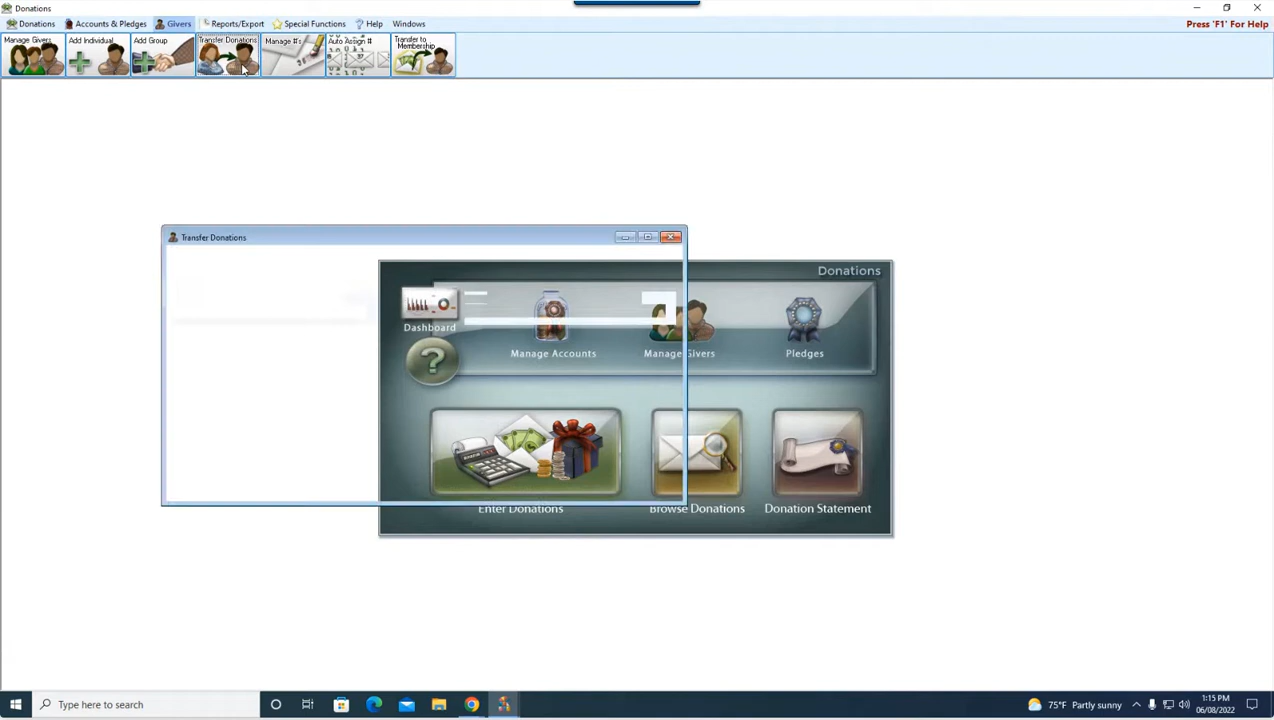 Donations
Donations Accounts & Pledges Givers Reports/Export Special Functions Help Windows
Press 'F1' For Help
Manage Givers Add Individual Add Group Transfer Donations Manage #'s Auto Assign # Transfer to Membership
Transfer Donations
Donations
Dashboard
?
Manage Accounts Manage Givers Pledges
Enter Donations Browse Donations Donation Statement
Type here to search
75°F Partly sunny
1:15 PM
06/08/2022